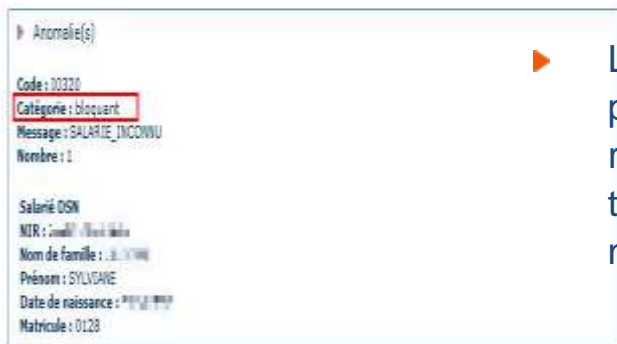 Anomalie(s)
Code : 00320
Catégorie : bloquant
Message : SALARIE_INCONNU
Nombre : 1
Salarié DSN
NIR :
Nom de famille :
Prénom : SYLVIANE
Date de naissance :
Matricule : 0128